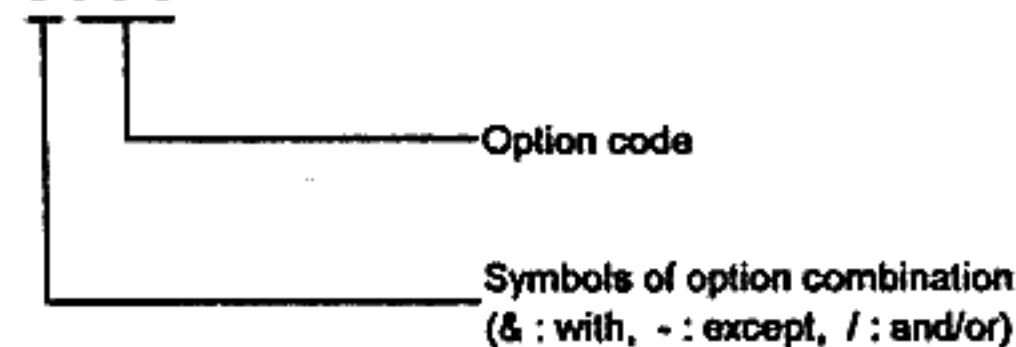 Option code
Symbols of option combination
(& : with, - : except, / : and/or)